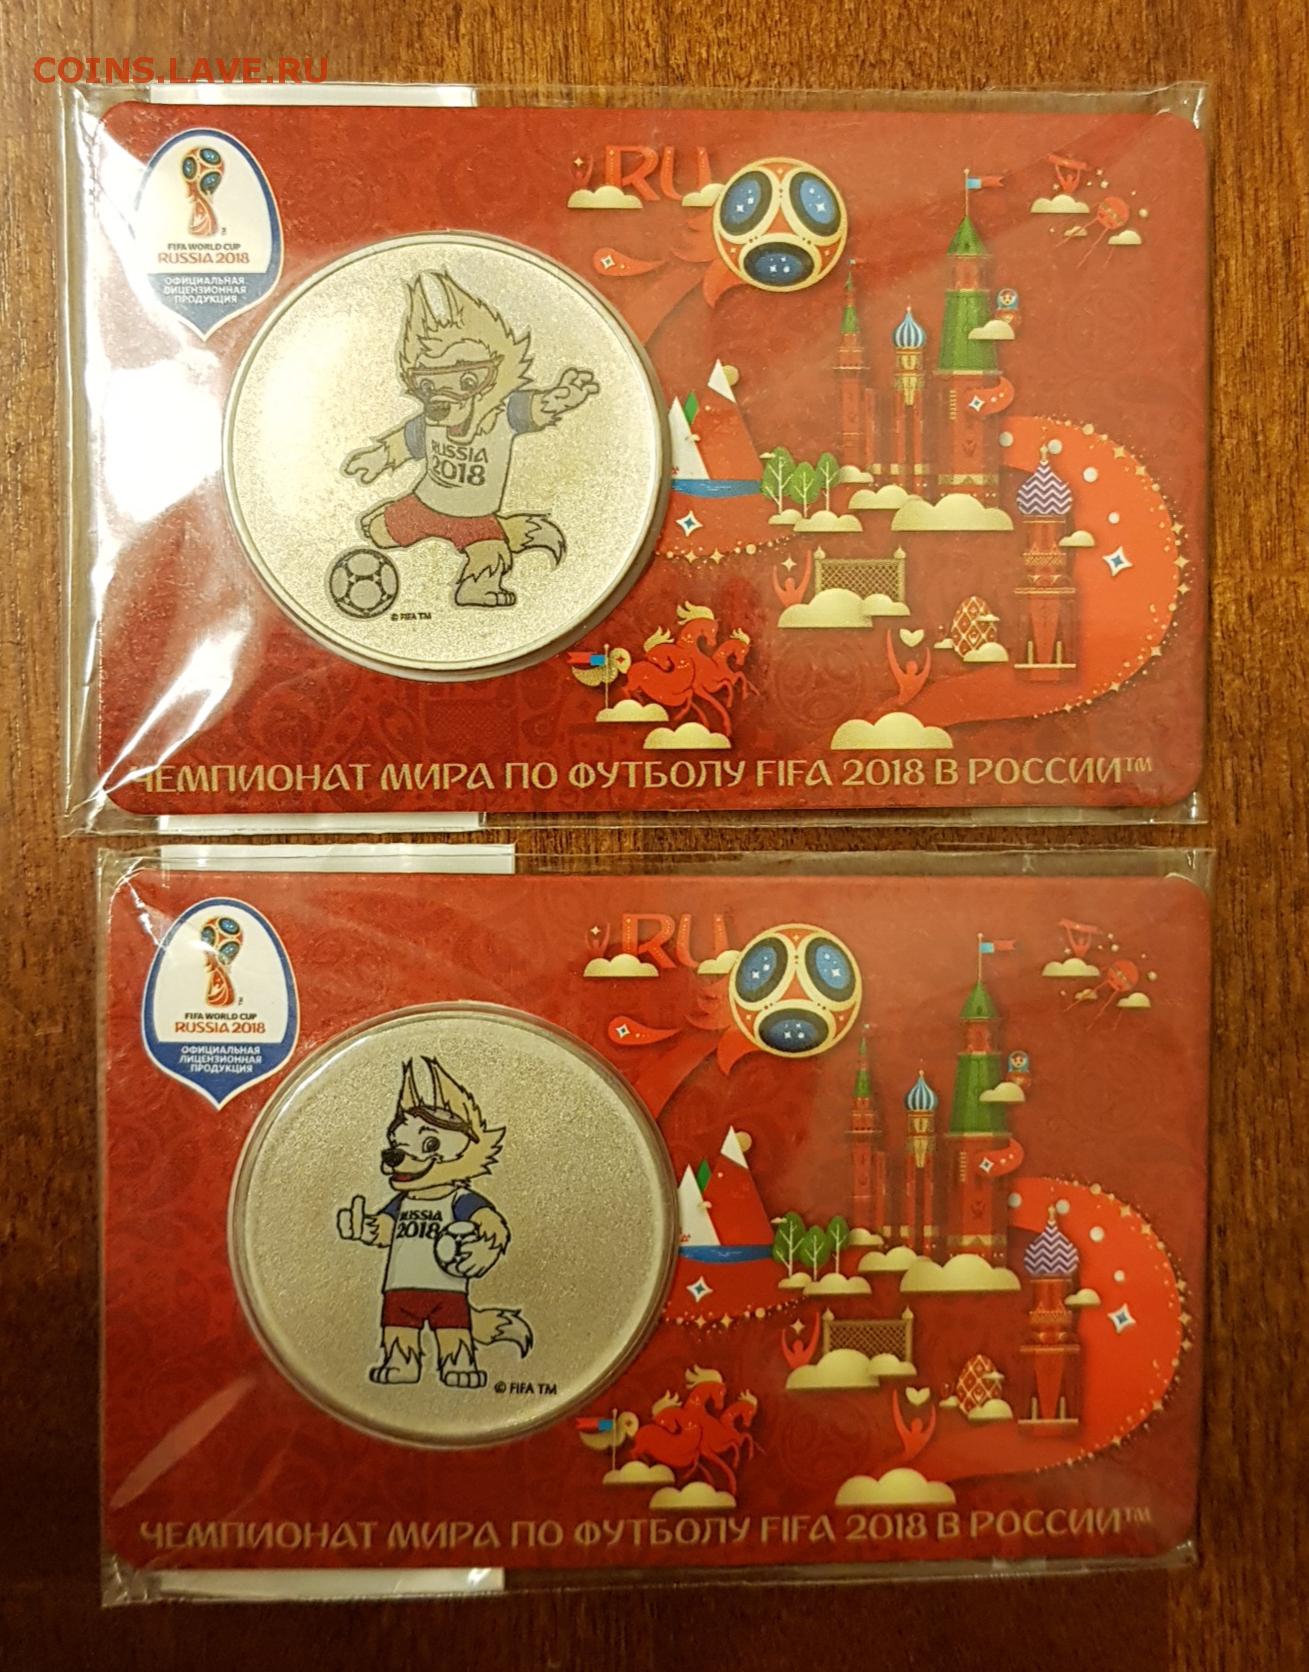 COINS.LAVE.RU
FIFA WORLD CUP
RUSSIA 2018
ОФИЦИАЛЬНАЯ
ЛИЦЕНЗИОННАЯ
ПРОДУКЦИЯ
RU
RUSSIA
2018
© FIFA TM
ЧЕМПИОНАТ МИРА ПО ФУТБОЛУ FIFA 2018 В РОССИИ™
FIFA WORLD CUP
RUSSIA 2018
ОФИЦИАЛЬНАЯ
ЛИЦЕНЗИОННАЯ
ПРОДУКЦИЯ
RU
RUSSIA
2018
© FIFA TM
ЧЕМПИОНАТ МИРА ПО ФУТБОЛУ FIFA 2018 В РОССИИ™